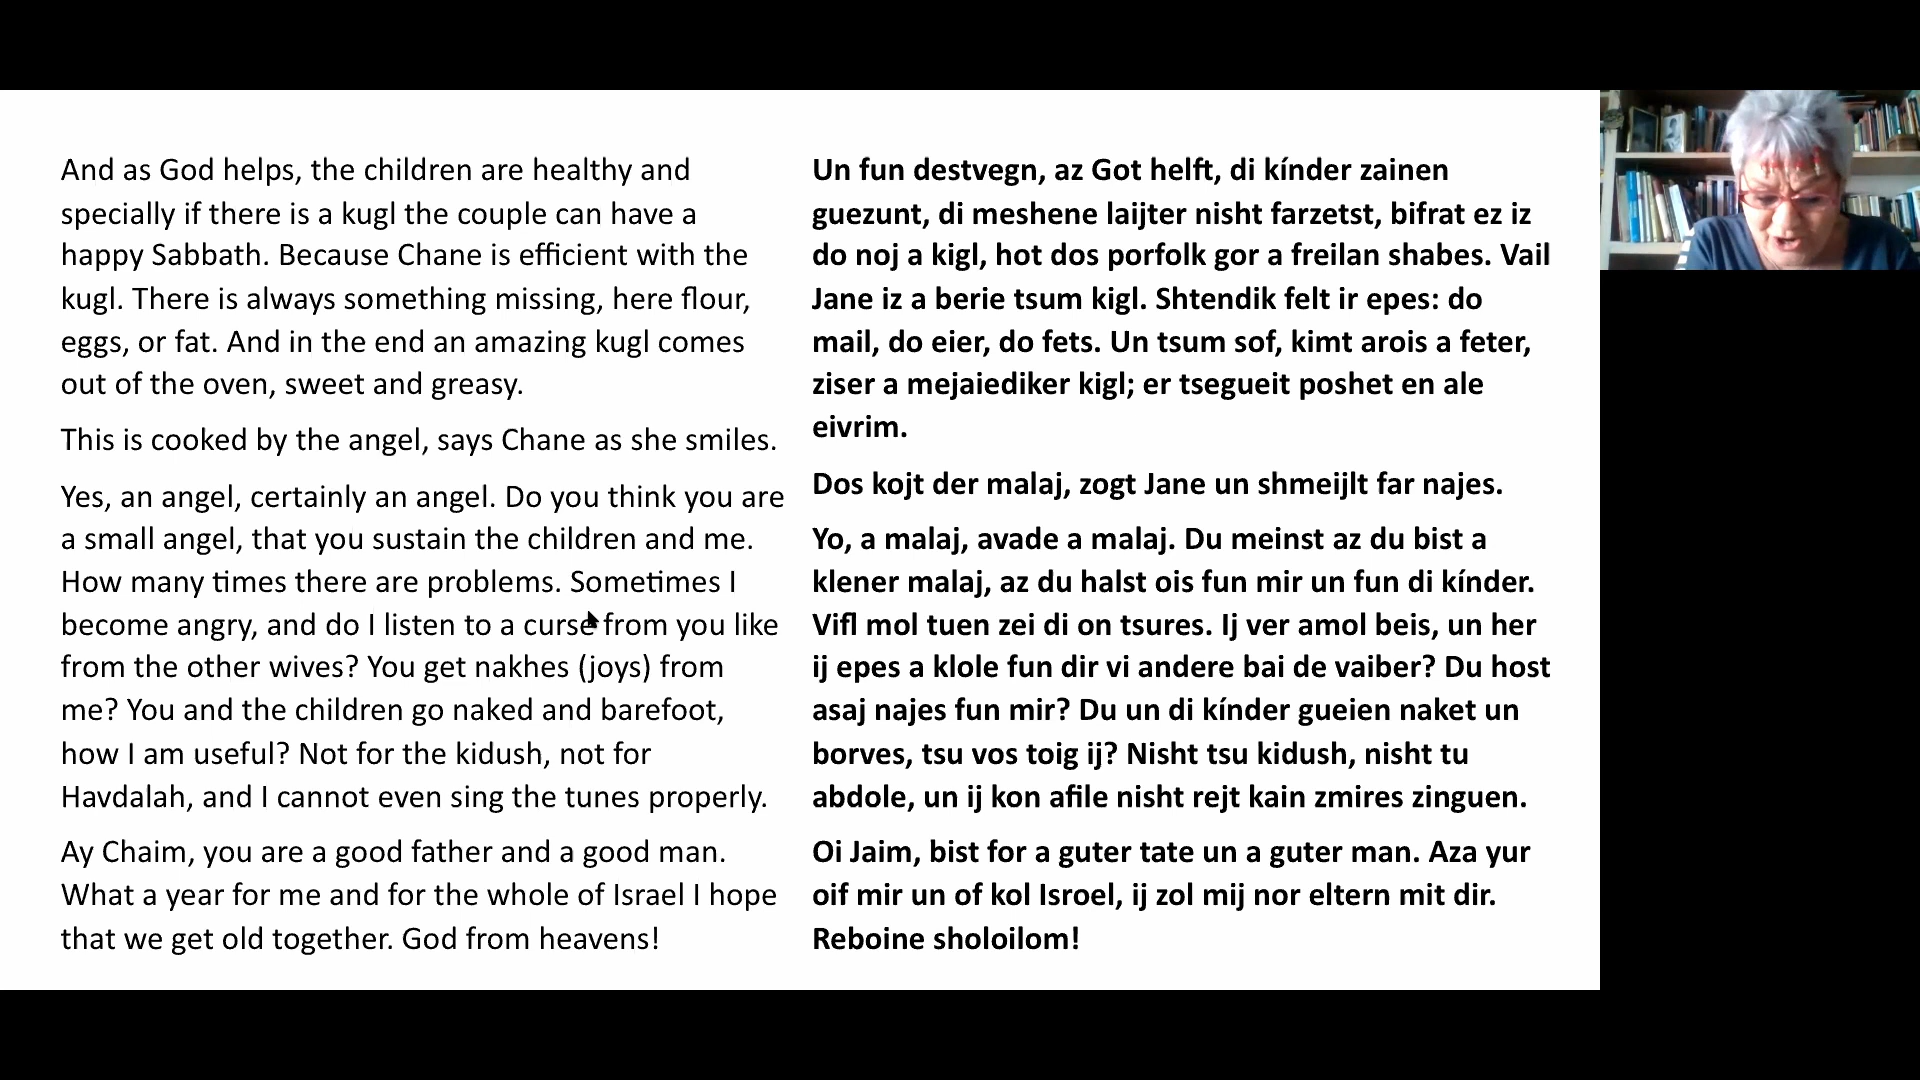 And as God helps, the children are healthy and
specially if there is a kugl the couple can have a
happy Sabbath. Because Chane is efficient with the
kugl. There is always something missing, here flour,
eggs, or fat. And in the end an amazing kugl comes
out of the oven, sweet and greasy.
This is cooked by the angel, says Chane as she smiles.
Yes, an angel, certainly an angel. Do you think you are
a small angel, that you sustain the children and me.
How many times there are problems. Sometimes I
become angry, and do I listen to a curse from you like
from the other wives? You get nakhes (joys) from
me? You and the children go naked and barefoot,
how I am useful? Not for the kidush, not for
Havdalah, and I cannot even sing the tunes properly.
Ay Chaim, you are a good father and a good man.
What a year for me and for the whole of Israel I hope
that we get old together. God from heavens!
Un fun destvegn, az Got helft, di kínder zainen
guezunt, di meshene laijter nisht farzetst, bifrat ez iz
do noj a kigl, hot dos porfolk gor a freilan shabes. Vail
Jane iz a berie tsum kigl. Shtendik felt ir epes: do
mail, do eier, do fets. Un tsum sof, kimt arois a feter,
ziser a mejaiediker kigl; er tsegueit poshet en ale
eivrim.
Dos kojt der malaj, zogt Jane un shmeijlt far najes.
Yo, a malaj, avade a malaj. Du meinst az du bist a
klener malaj, az du halst ois fun mir un fun di kínder.
Vifl mol tuen zei di on tsures. Ij ver amol beis, un her
ij epes a klole fun dir vi andere bai de vaiber? Du host
asaj najes fun mir? Du un di kínder gueien naket un
borves, tsu vos toig ij? Nisht tsu kidush, nisht tu
abdole, un ij kon afile nisht rejt kain zmires zinguen.
Oi Jaim, bist for a guter tate un a guter man. Aza yur
oif mir un of kol Isroel, ij zol mij nor eltern mit dir.
Reboine sholoilom!